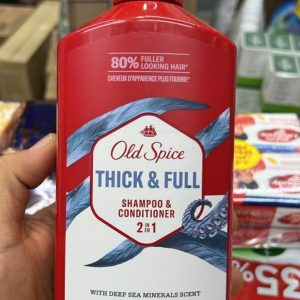 80% FULLER
LOOKING HAIR*
CHEVEUX D'APPARENCE PLUS FOURNIE*
Old Spice
THICK & FULL
SHAMPOO &
CONDITIONER
2 IN EN 1
WITH DEEP SEA MINERALS SCENT
35%